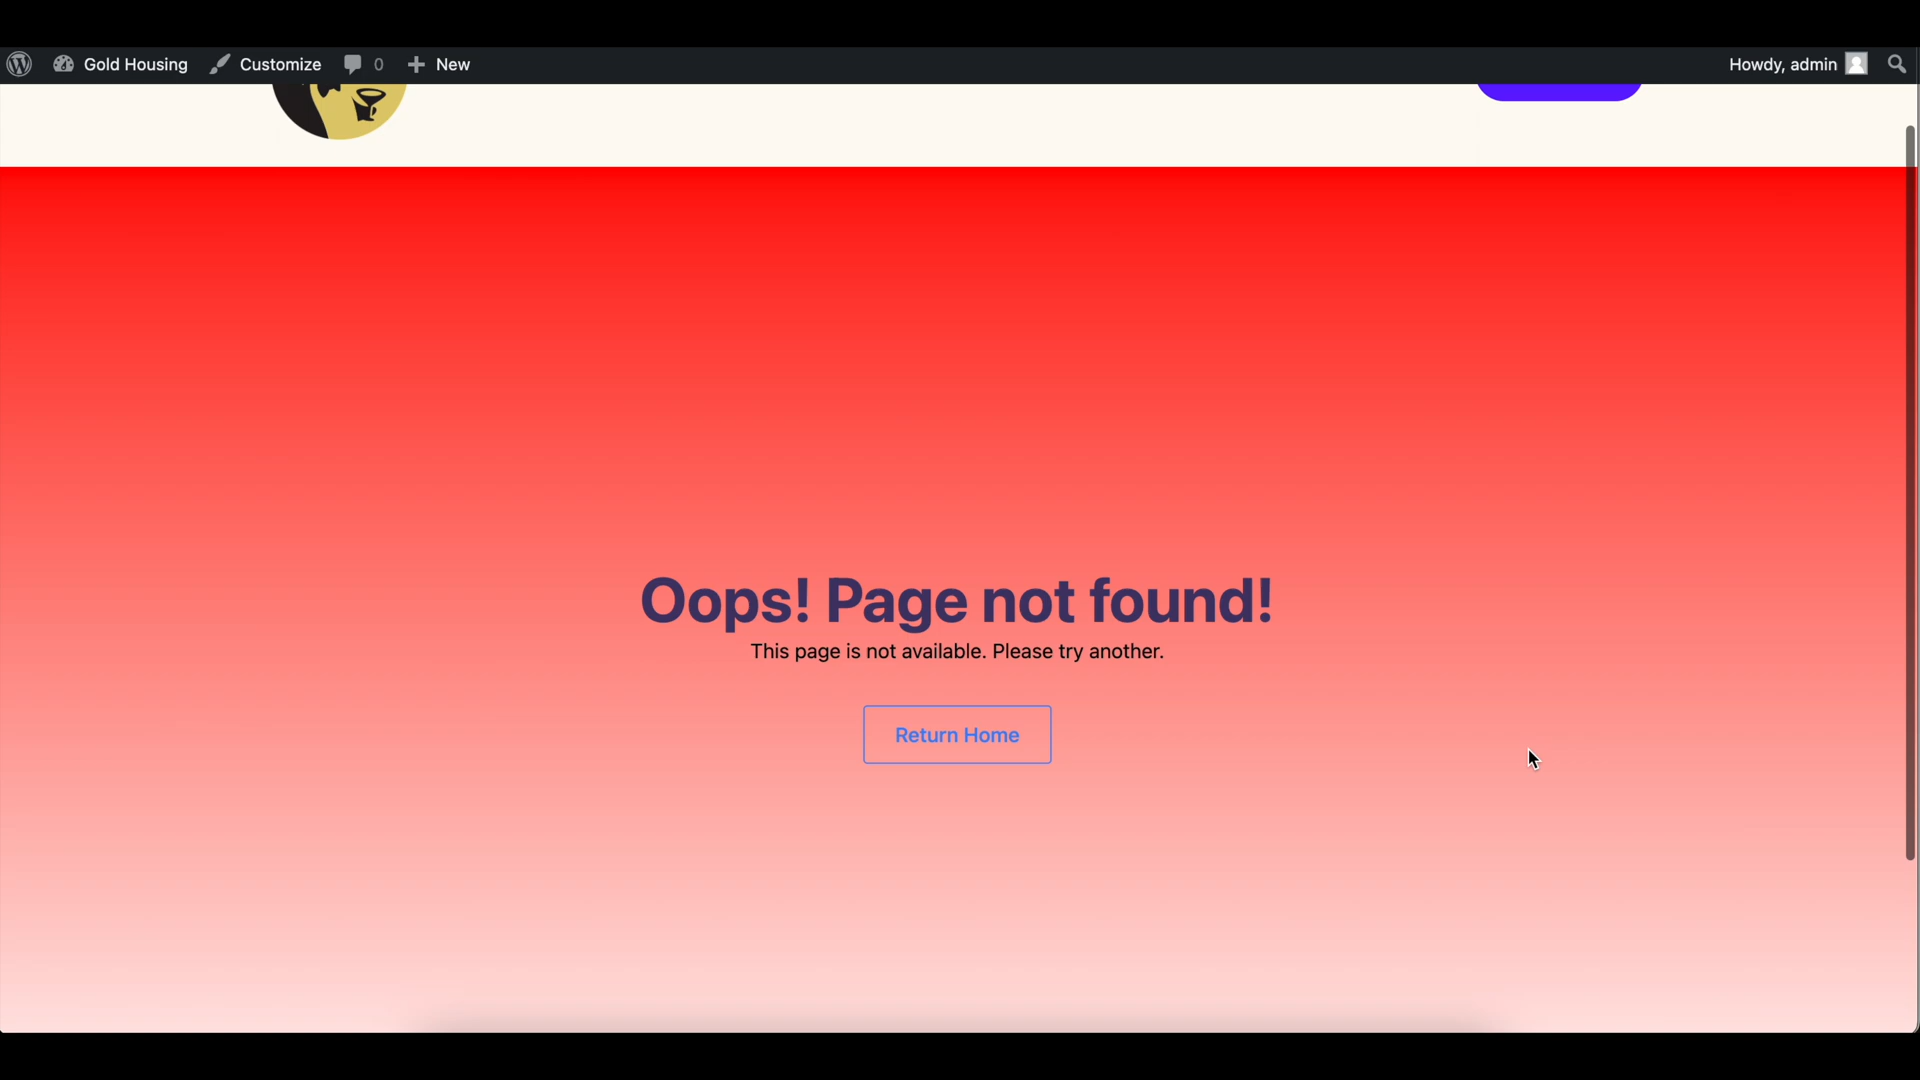 Gold Housing Customize 0 New Howdy, admin
Oops! Page not found!
This page is not available. Please try another.
Return Home